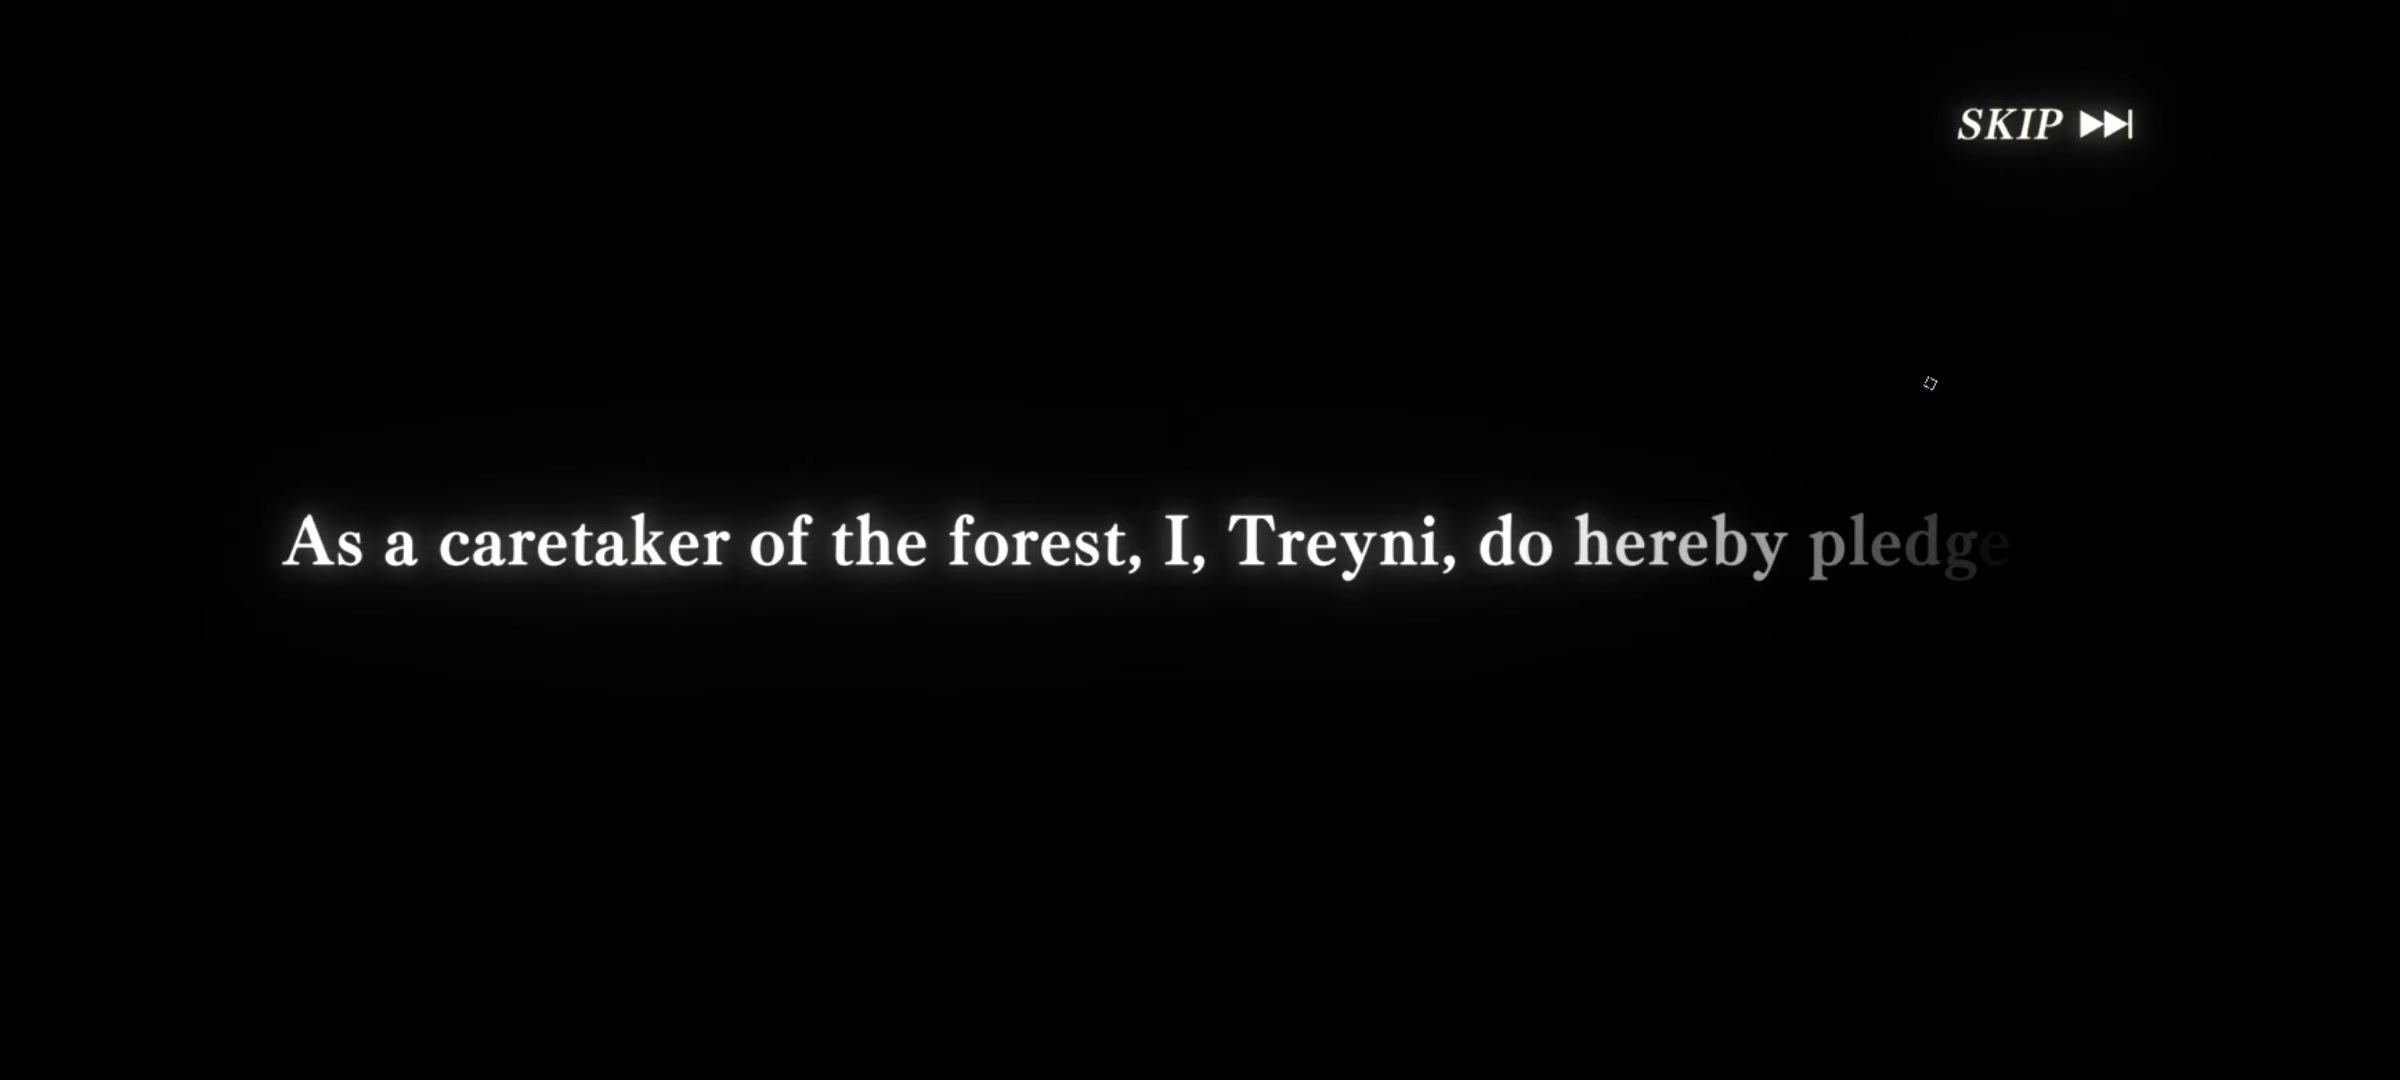 SKIP
As a caretaker of the forest, I, Treyni, do hereby pledge